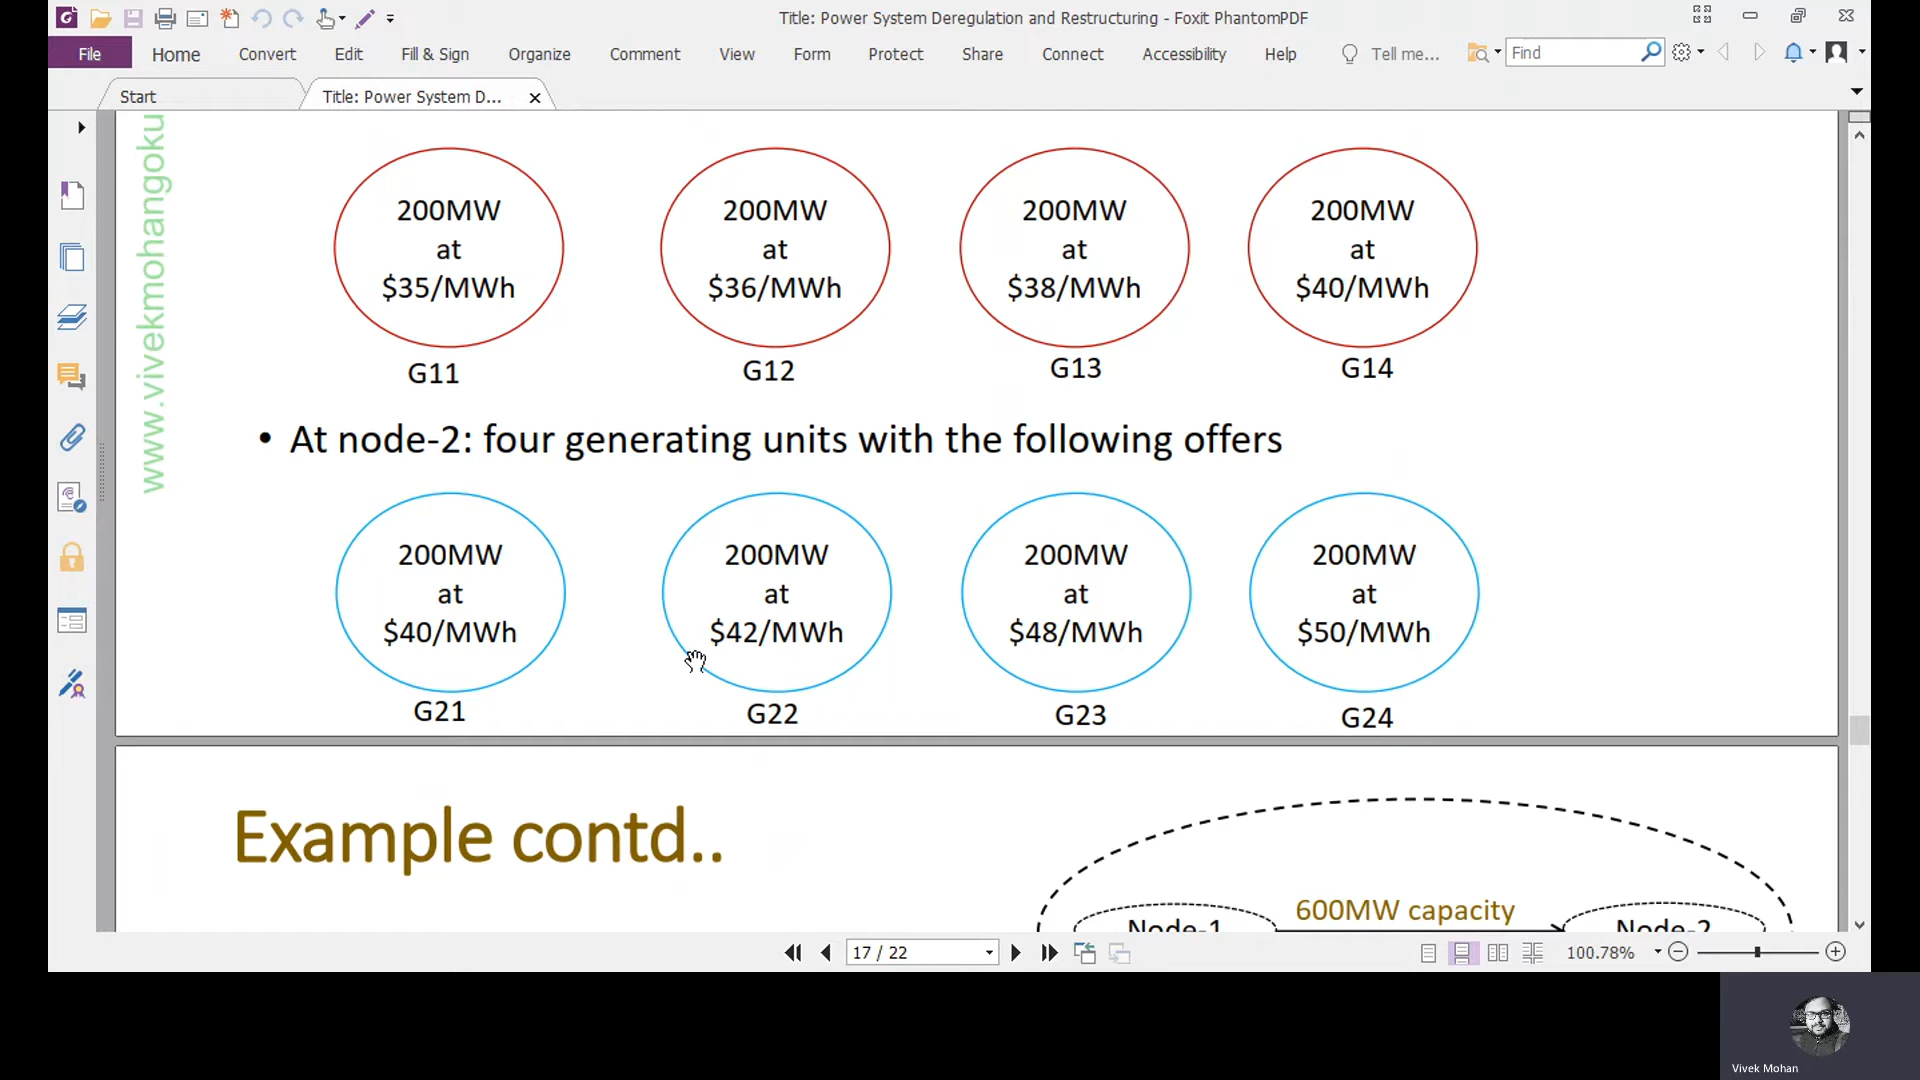 Title: Power System Deregulation and Restructuring - Foxit PhantomPDF
File Home Convert Edit Fill & Sign Organize Comment View Form Protect Share Connect Accessibility Help Tell me... Find
Start Title: Power System D...
www.vivekmohangoku
200MW at $35/MWh
G11
200MW at $36/MWh
G12
200MW at $38/MWh
G13
200MW at $40/MWh
G14
• At node-2: four generating units with the following offers
200MW at $40/MWh
G21
200MW at $42/MWh
G22
200MW at $48/MWh
G23
200MW at $50/MWh
G24
Example contd..
600MW capacity
Node-1
Node-2
17 / 22
100.78%
Vivek Mohan